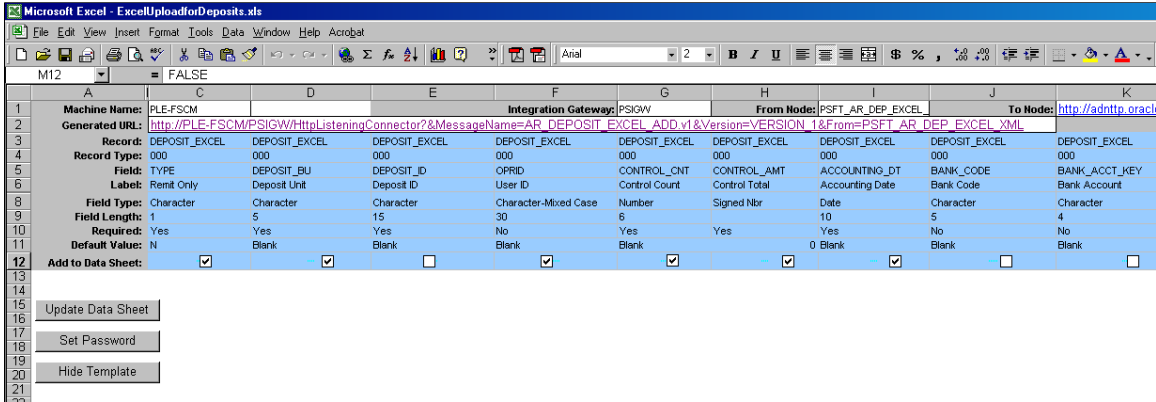 Microsoft Excel - ExcelUploadforDeposits.xls
File Edit View Insert Format Tools Data Window Help Acrobat
Arial 2 B I U $ % ,
M12 = FALSE
A C D E F G H I J K
1 Machine Name: PLE-FSCM Integration Gateway: PSIGW From Node: PSFT_AR_DEP_EXCEL_ To Node: http://adnttp.oracle
2 Generated URL: http://PLE-FSCM/PSIGW/HttpListeningConnector?&MessageName=AR_DEPOSIT_EXCEL_ADD.v1&Version=VERSION_1&From=PSFT_AR_DEP_EXCEL_XML
3 Record: DEPOSIT_EXCEL DEPOSIT_EXCEL DEPOSIT_EXCEL DEPOSIT_EXCEL DEPOSIT_EXCEL DEPOSIT_EXCEL DEPOSIT_EXCEL DEPOSIT_EXCEL DEPOSIT_EXCEL
4 Record Type: 000 000 000 000 000 000 000 000 000
5 Field: TYPE DEPOSIT_BU DEPOSIT_ID OPRID CONTROL_CNT CONTROL_AMT ACCOUNTING_DT BANK_CODE BANK_ACCT_KEY
6 Label: Remit Only Deposit Unit Deposit ID User ID Control Count Control Total Accounting Date Bank Code Bank Account
8 Field Type: Character Character Character Character-Mixed Case Number Signed Nbr Date Character Character
9 Field Length: 1 5 15 30 6 10 5 4
10 Required: Yes Yes Yes No Yes Yes Yes No No
11 Default Value: N Blank Blank Blank Blank 0 Blank Blank Blank
12 Add to Data Sheet:
13
14
15
Update Data Sheet
16
17
Set Password
18
19
Hide Template
20
21